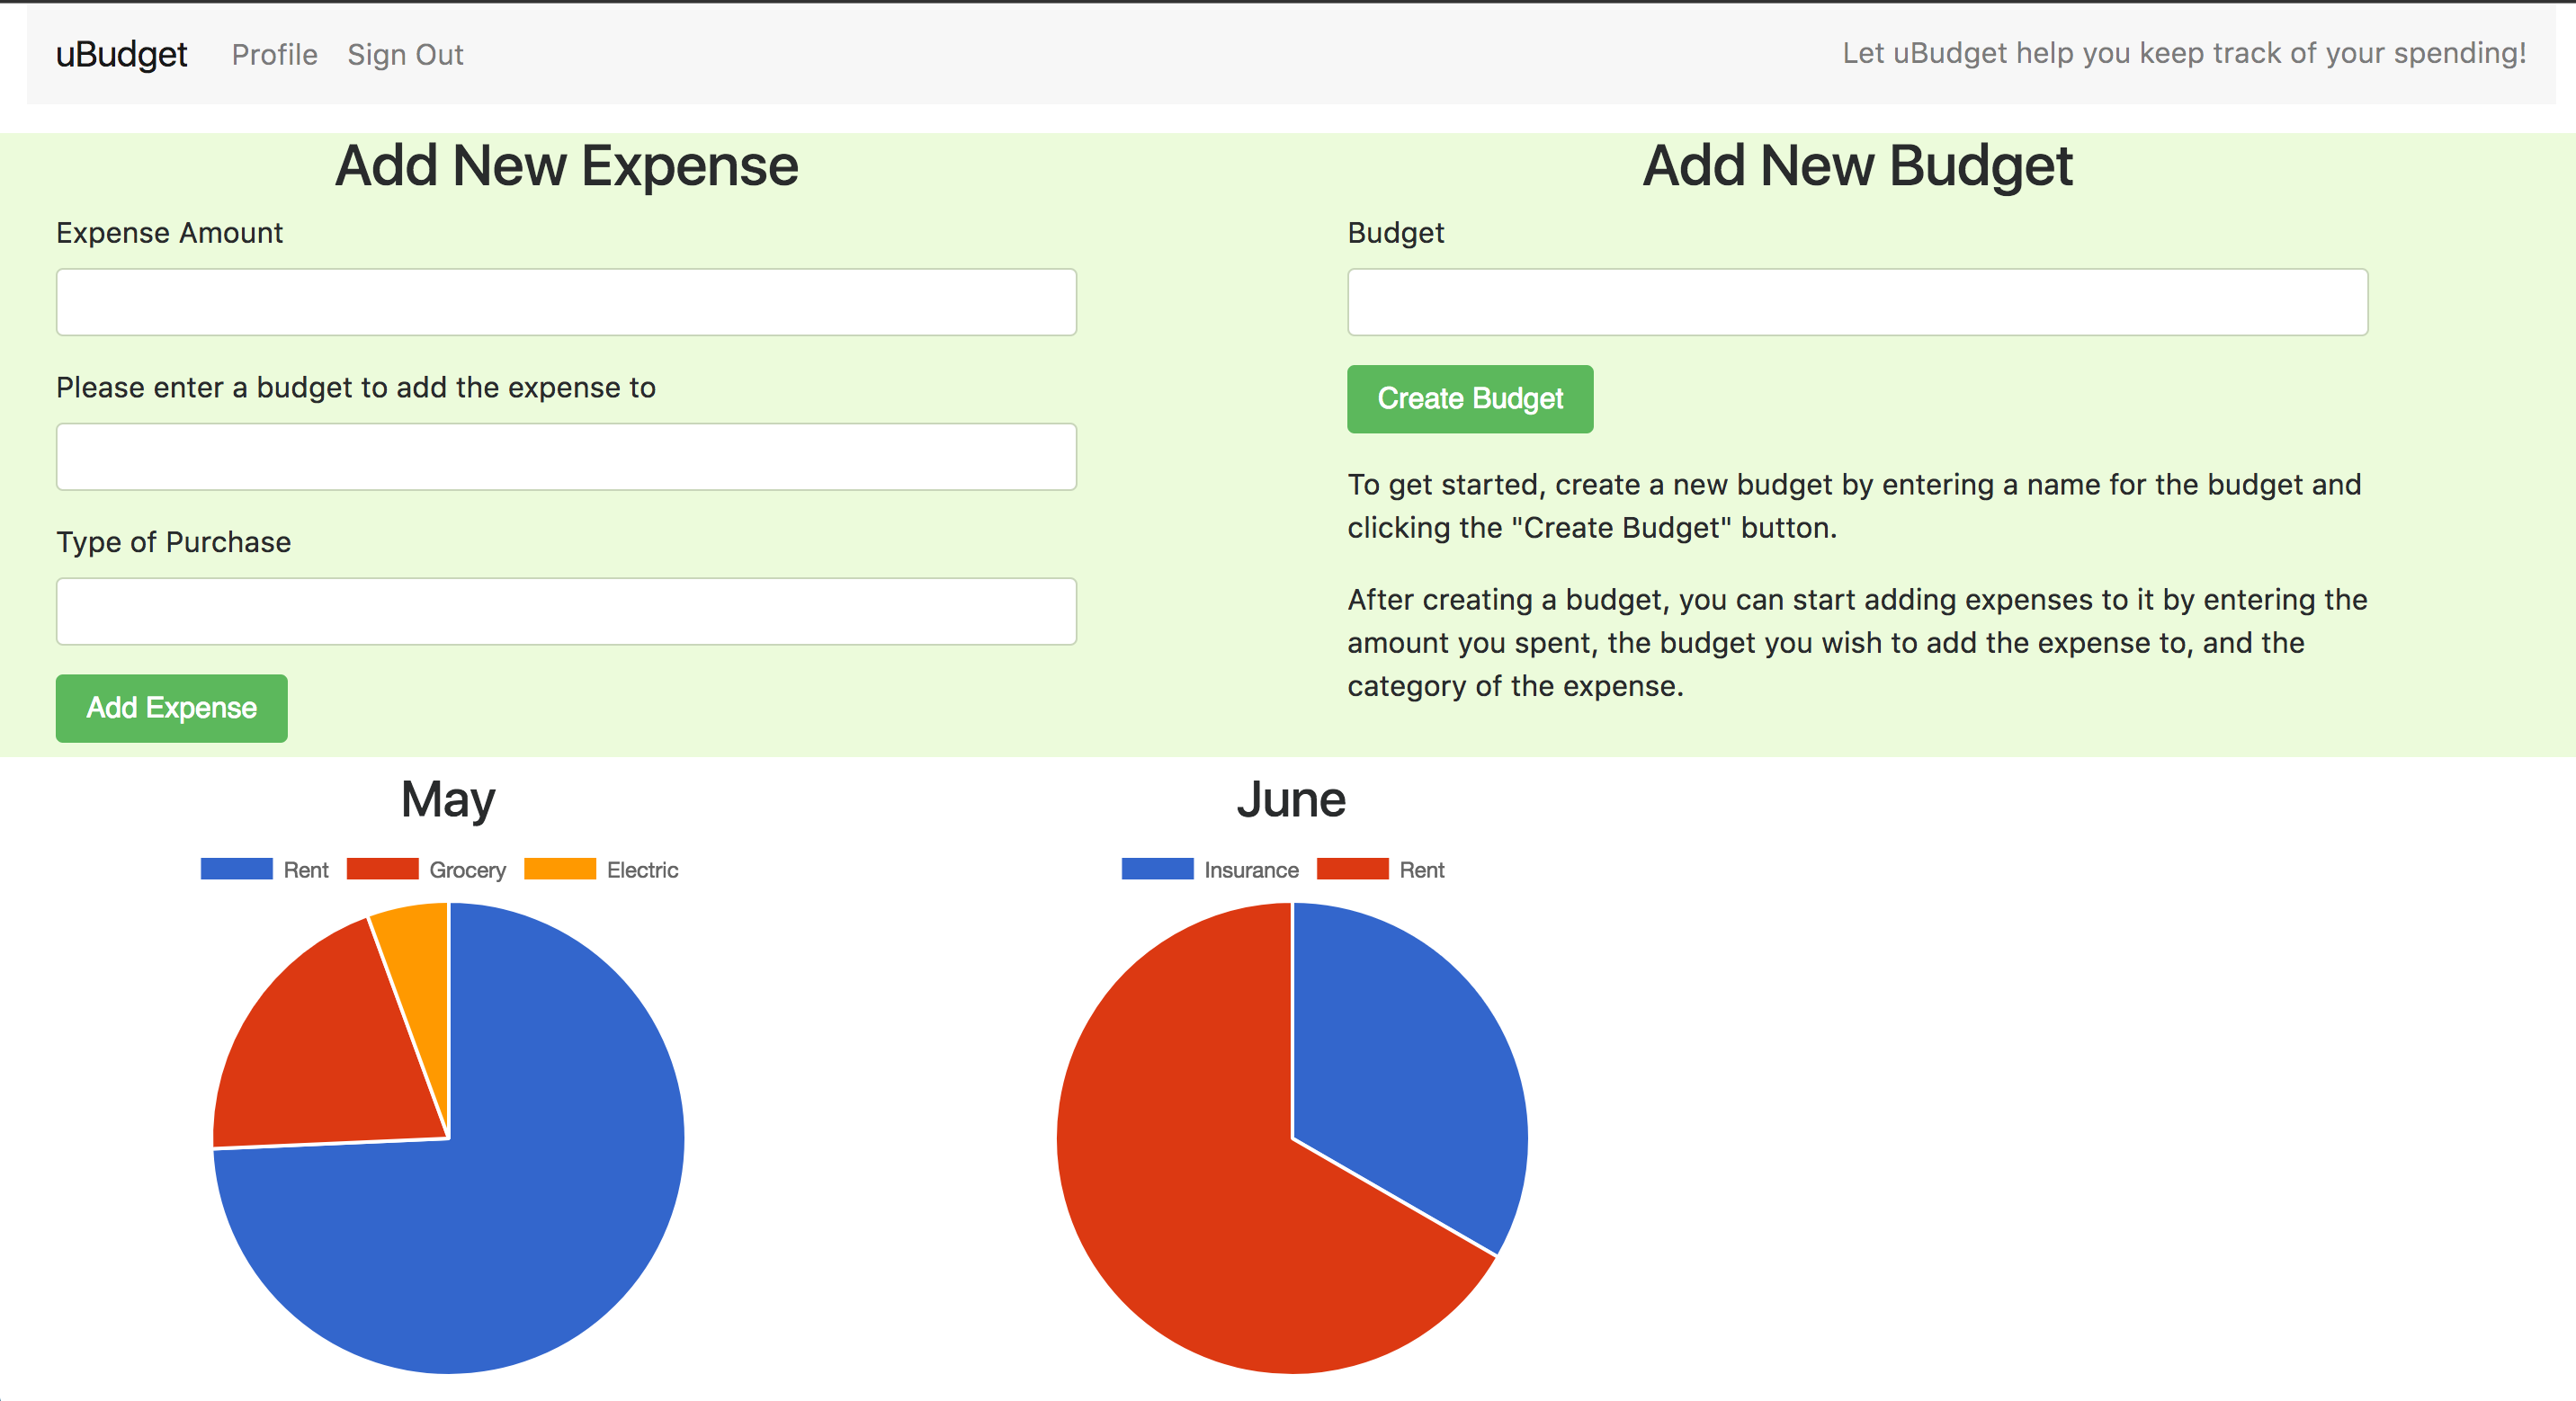 uBudget Profile Sign Out Let uBudget help you keep track of your spending!
Add New Expense
Expense Amount
Please enter a budget to add the expense to
Type of Purchase
Add Expense
Add New Budget
Budget
Create Budget
To get started, create a new budget by entering a name for the budget and
clicking the "Create Budget" button.
After creating a budget, you can start adding expenses to it by entering the
amount you spent, the budget you wish to add the expense to, and the
category of the expense.
May
Rent Grocery Electric
June
Insurance Rent